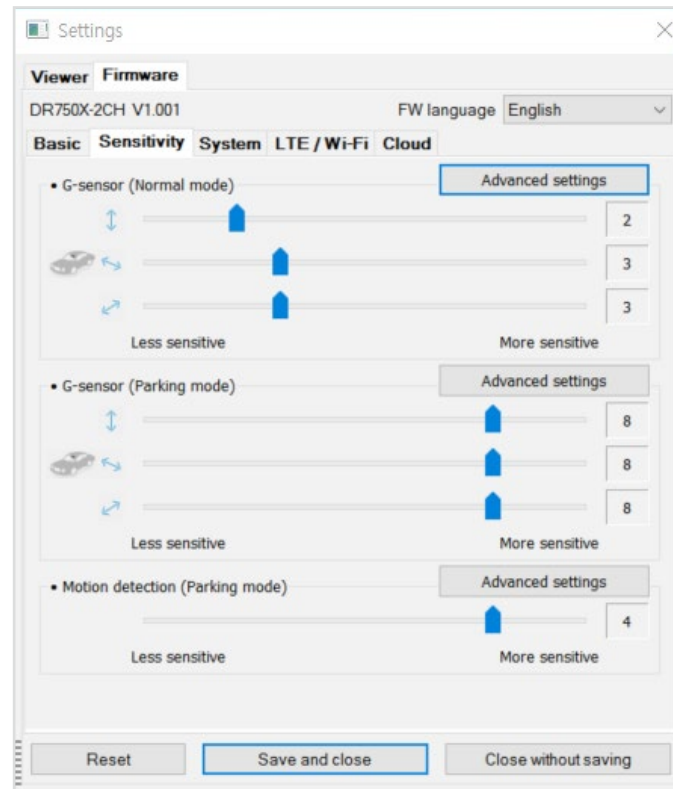 Settings
Viewer Firmware
DR750X-2CH V1.001 FW language English
Basic Sensitivity System LTE / Wi-Fi Cloud
• G-sensor (Normal mode) Advanced settings
2
3
3
Less sensitive More sensitive
• G-sensor (Parking mode) Advanced settings
8
8
8
Less sensitive More sensitive
• Motion detection (Parking mode) Advanced settings
4
Less sensitive More sensitive
Reset Save and close Close without saving